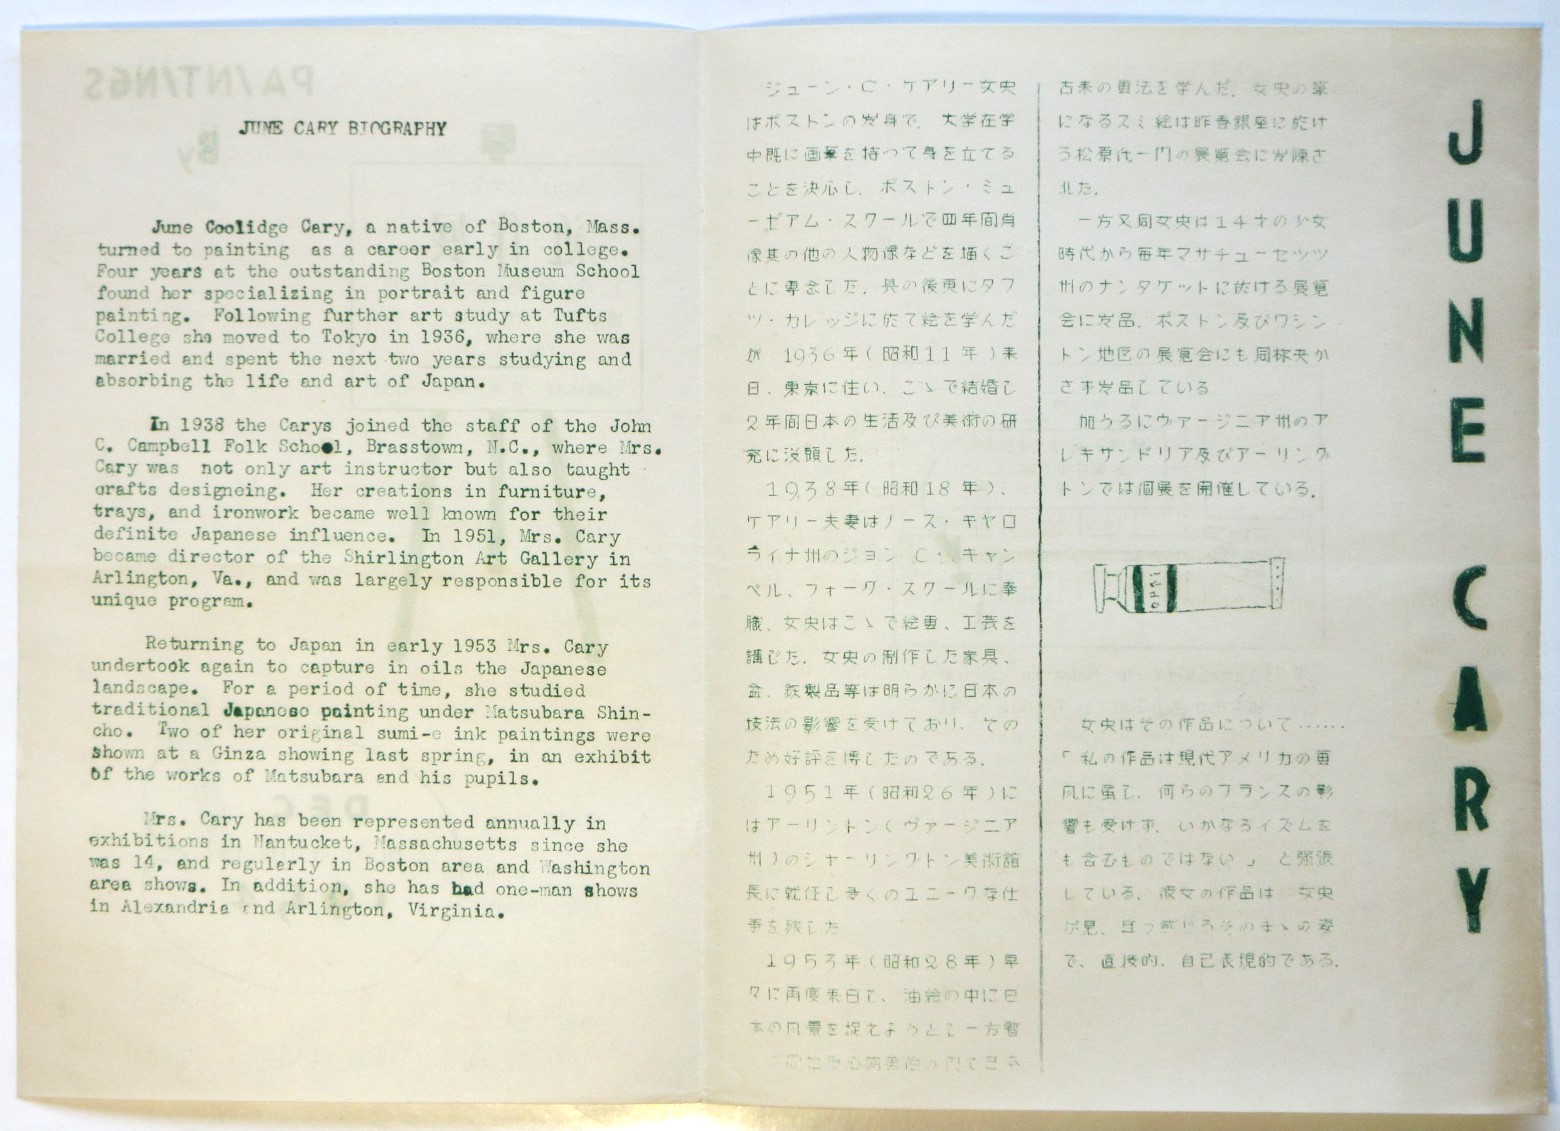 JUNE CARY BIOGRAPHY
June Coolidge Cary, a native of Boston, Mass.
turned to painting as a career early in college.
Four years at the outstanding Boston Museum School
found her specializing in portrait and figure
painting. Following further art study at Tufts
College she moved to Tokyo in 1936, where she was
married and spent the next two years studying and
absorbing the life and art of Japan.
In 1938 the Carys joined the staff of the John
C. Campbell Folk School, Brasstown, N.C., where Mrs.
Cary was not only art instructor but also taught
crafts designeing. Her creations in furniture,
trays, and ironwork became well known for their
definite Japanese influence. In 1951, Mrs. Cary
became director of the Shirlington Art Gallery in
Arlington, Va., and was largely responsible for its
unique program.
Returning to Japan in early 1953 Mrs. Cary
undertook again to capture in oils the Japanese
landscape. For a period of time, she studied
traditional Japanese painting under Matsubara Shin-
cho. Two of her original sumi-e ink paintings were
shown at a Ginza showing last spring, in an exhibit
of the works of Matsubara and his pupils.
Mrs. Cary has been represented annually in
exhibitions in Nantucket, Massachusetts since she
was 14, and regularly in Boston area and Washington
area shows. In addition, she has had one-man shows
in Alexandria and Arlington, Virginia.
ジューン・C・ケアリー女史
はボストンの出身で、大学在学
中既に画筆を持って身を立てる
ことを決心し、ボストン・ミュ
ーゼアム・スクールで四年間肖
像其の他の人物像などを描くこ
とに専念した。其の後更にタフ
ツ・カレッジに於て絵を学んだ
が 1936年(昭和11年)来
日、東京に住い、こゝで結婚し
2年間日本の生活及び美術の研
究に没頭した。
1938年(昭和18年)、
ケアリー夫妻はノース・キャロ
ライナ州のジョン・C・キャン
ベル、フォーク・スクールに奉
職、女史はこゝで絵画、工芸を
講じた。女史の制作した家具、
盆、鉄製品等は明らかに日本の
技法の影響を受けており、その
ため好評を博したのである。
1951年(昭和26年)に
はアーリントン(ヴァージニア
州)のシャーリングトン美術館
長に就任し多くのユニークな仕
事を残した
1953年(昭和28年)早
々に再度来日し、油絵の中に日
本の風景を捉えようとし一方暫
古来の画法を学んだ。女史の筆
になるスミ絵は昨春銀座に於け
る松原氏一門の展覧会に出陳さ
れた。
一方又同女史は14才の少女
時代から毎年マサチューセッツ
州のナンタケットに於ける展覧
会に出品、ボストン及びワシン
トン地区の展覧会にも同様欠か
さず出品している
加うるにヴァージニア州のア
レキサンドリア及びアーリング
トンでは個展を開催している。
女史はその作品について……
「私の作品は現代アメリカの画
風に属し、何らのフランスの影
響も受けず、いかなるイズムを
も含むものではない」と強張
している。彼女の作品は 女史
が見、且つ感じるそのまゝの姿
で、直接的、自己表現的である。
JUNE CARY